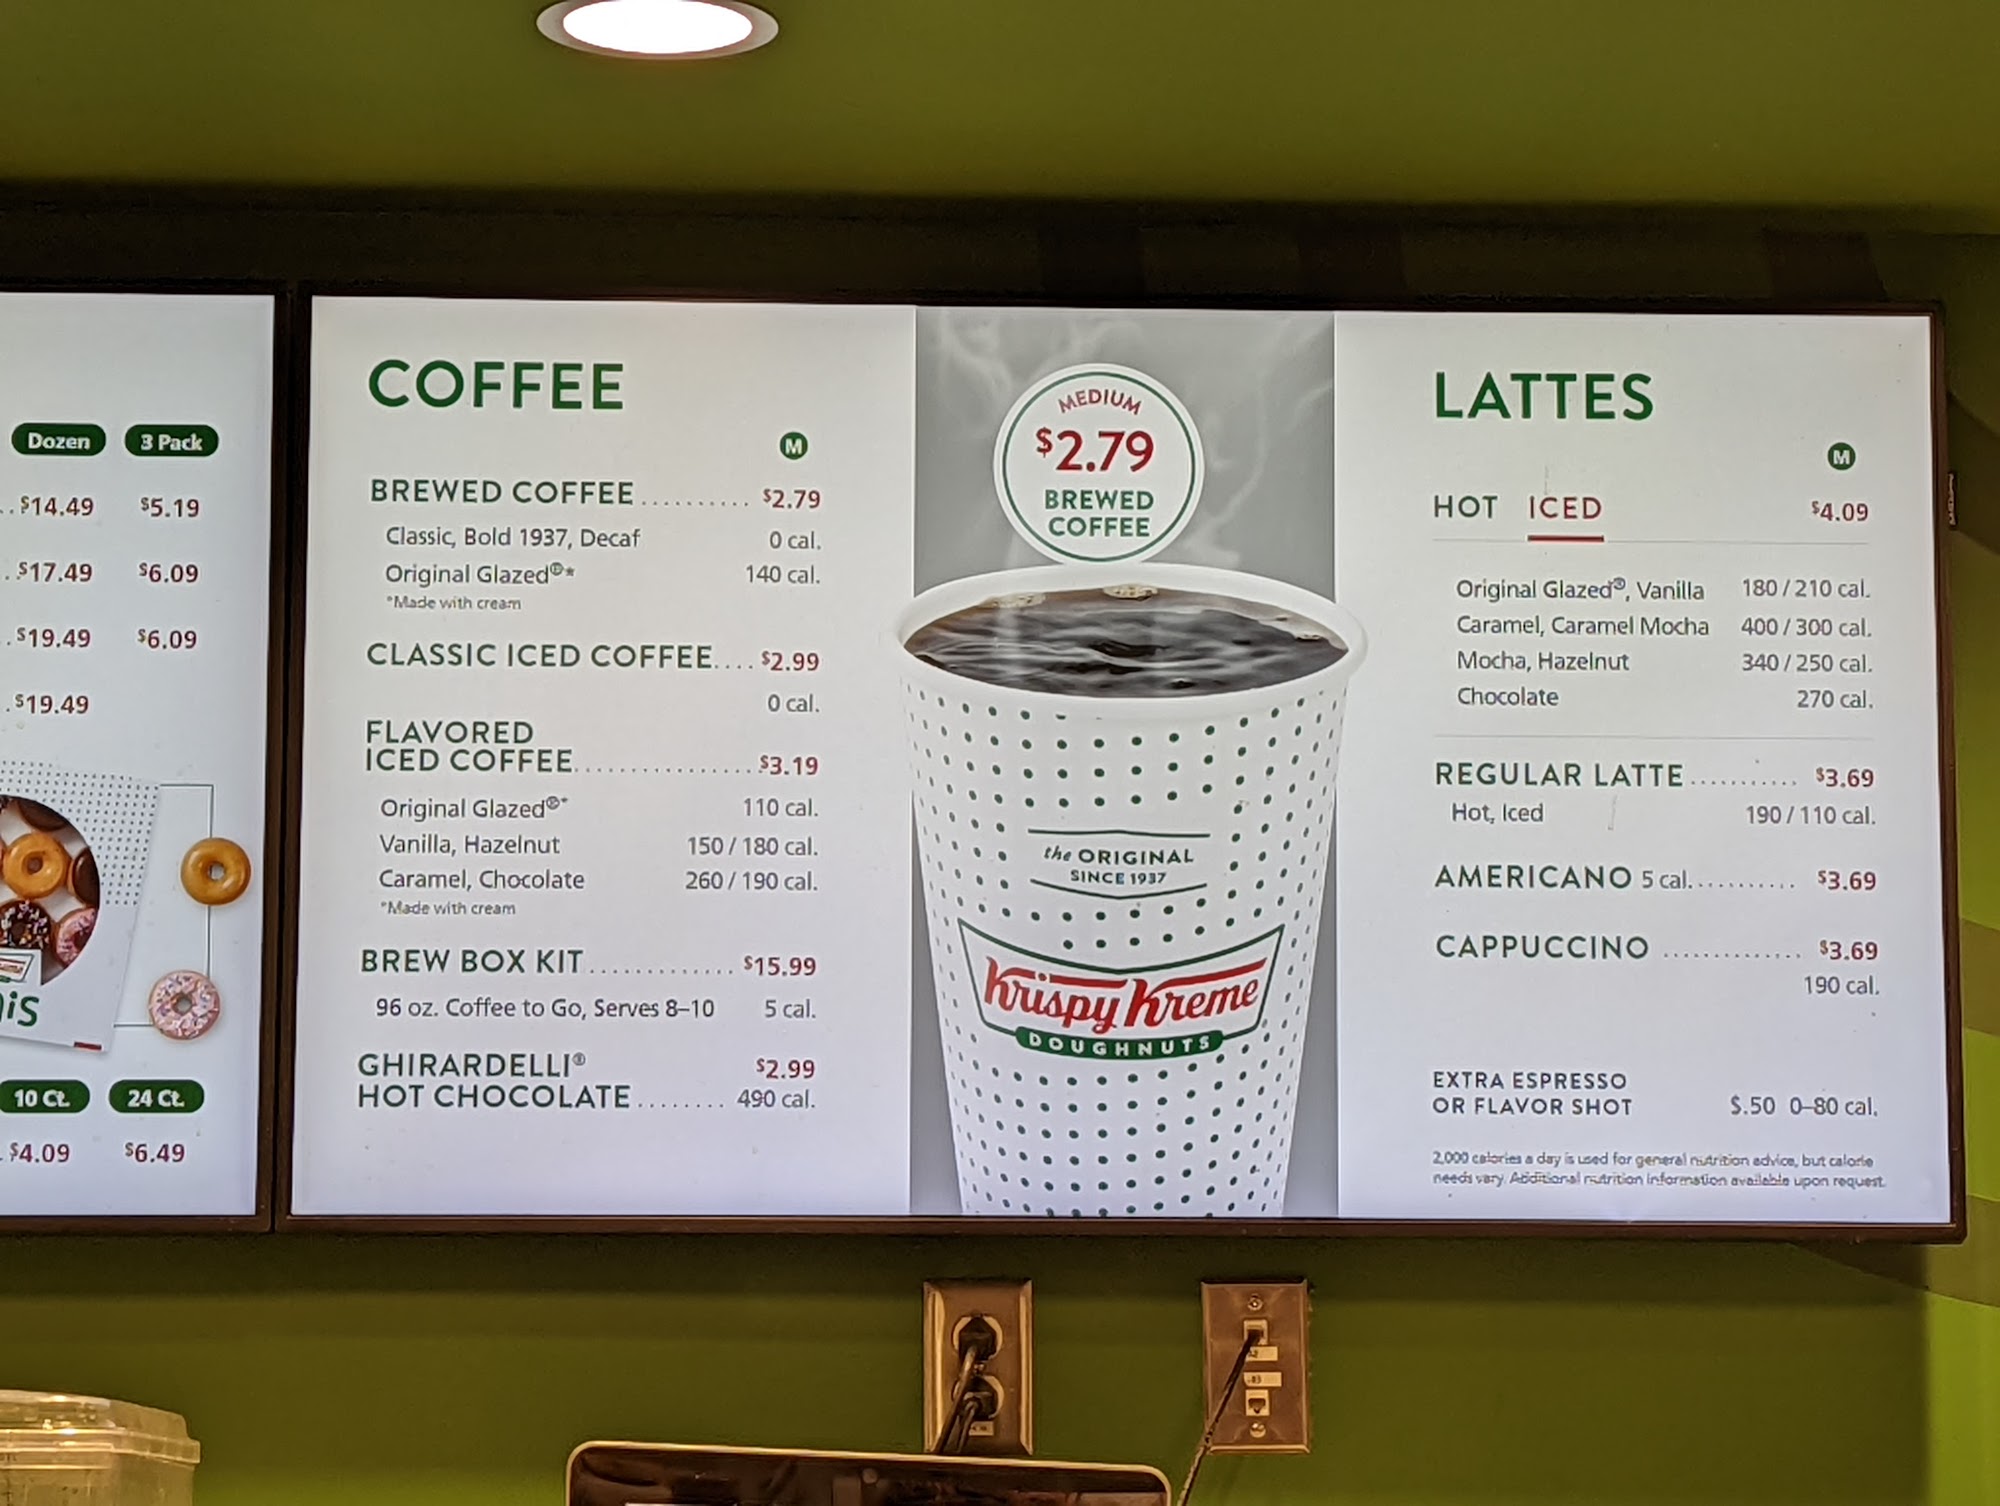 Dozen 3 Pack
$14.49 $5.19
$17.49 $6.09
$19.49 $6.09
$19.49
10 Ct. 24 Ct.
$4.09 $6.49
COFFEE
M
BREWED COFFEE.......... $2.79
Classic, Bold 1937, Decaf 0 cal.
Original Glazed®* 140 cal.
*Made with cream
CLASSIC ICED COFFEE.... $2.99
0 cal.
FLAVORED
ICED COFFEE................ $3.19
Original Glazed®* 110 cal.
Vanilla, Hazelnut 150 / 180 cal.
Caramel, Chocolate 260 / 190 cal.
*Made with cream
BREW BOX KIT............. $15.99
96 oz. Coffee to Go, Serves 8–10 5 cal.
GHIRARDELLI® $2.99
HOT CHOCOLATE........ 490 cal.
MEDIUM
$2.79
BREWED
COFFEE
the ORIGINAL
SINCE 1937
Krispy Kreme
DOUGHNUTS
LATTES
M
HOT ICED $4.09
Original Glazed®, Vanilla 180 / 210 cal.
Caramel, Caramel Mocha 400 / 300 cal.
Mocha, Hazelnut 340 / 250 cal.
Chocolate 270 cal.
REGULAR LATTE........... $3.69
Hot, Iced 190 / 110 cal.
AMERICANO 5 cal........... $3.69
CAPPUCCINO ............. $3.69
190 cal.
EXTRA ESPRESSO
OR FLAVOR SHOT $.50 0–80 cal.
2,000 calories a day is used for general nutrition advice, but calorie
needs vary. Additional nutrition information available upon request.